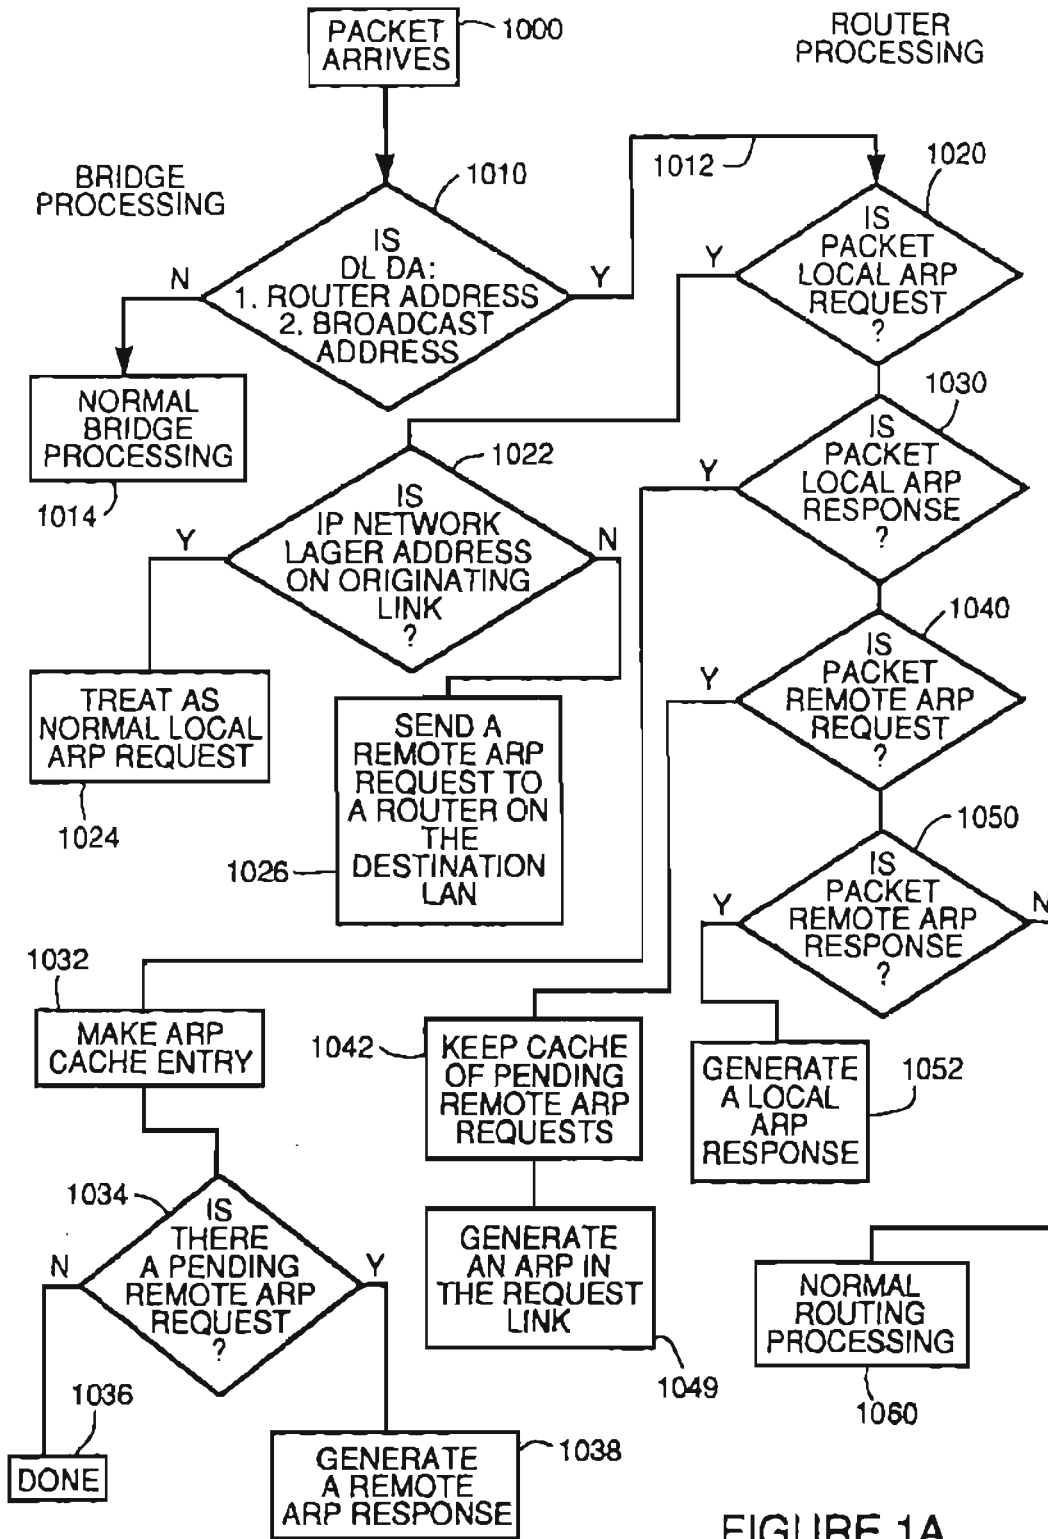 PACKET
ARRIVES
1000
ROUTER
PROCESSING
BRIDGE
PROCESSING
1010
IS
DL DA:
1. ROUTER ADDRESS
2. BROADCAST
ADDRESS
N
Y
1012
1020
IS
PACKET
LOCAL ARP
REQUEST
?
Y
NORMAL
BRIDGE
PROCESSING
1014
1022
IS
IP NETWORK
LAGER ADDRESS
ON ORIGINATING
LINK
?
Y
N
1030
IS
PACKET
LOCAL ARP
RESPONSE
?
Y
TREAT AS
NORMAL LOCAL
ARP REQUEST
1024
SEND A
REMOTE ARP
REQUEST TO
A ROUTER ON
THE
DESTINATION
LAN
1026
1040
IS
PACKET
REMOTE ARP
REQUEST
?
Y
1050
IS
PACKET
REMOTE ARP
RESPONSE
?
Y
N
1032
MAKE ARP
CACHE ENTRY
1042
KEEP CACHE
OF PENDING
REMOTE ARP
REQUESTS
GENERATE
A LOCAL
ARP
RESPONSE
1052
1034
IS
THERE
A PENDING
REMOTE ARP
REQUEST
?
N
Y
GENERATE
AN ARP IN
THE REQUEST
LINK
1049
NORMAL
ROUTING
PROCESSING
1060
1036
DONE
GENERATE
A REMOTE
ARP RESPONSE
1038
FIGURE 1A